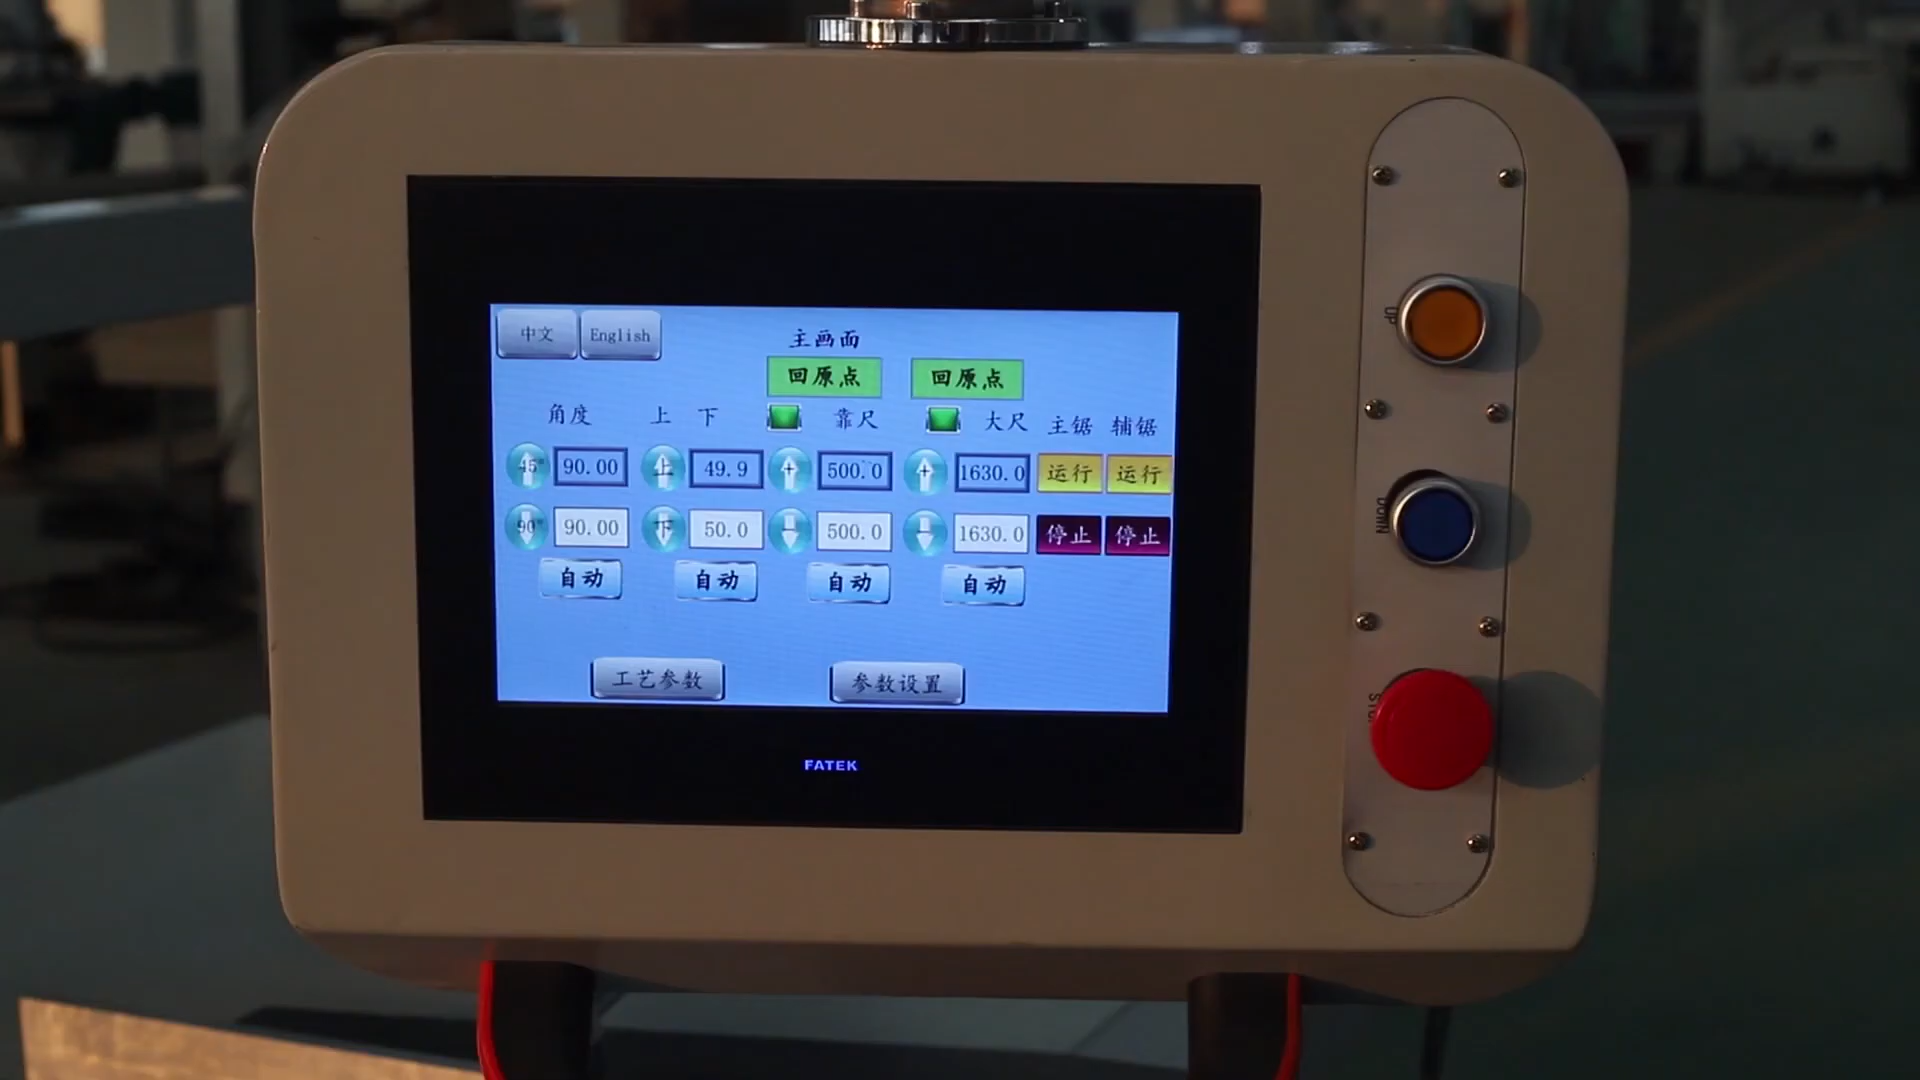 中文 English
主画面
回原点 回原点
角度 上 下 靠尺 大尺 主锯 辅锯
45° 90.00 上 49.9 + 500.0 + 1630.0 运行 运行
90° 90.00 下 50.0 - 500.0 - 1630.0 停止 停止
自动 自动 自动 自动
工艺参数 参数设置
FATEK
UP
DOWN